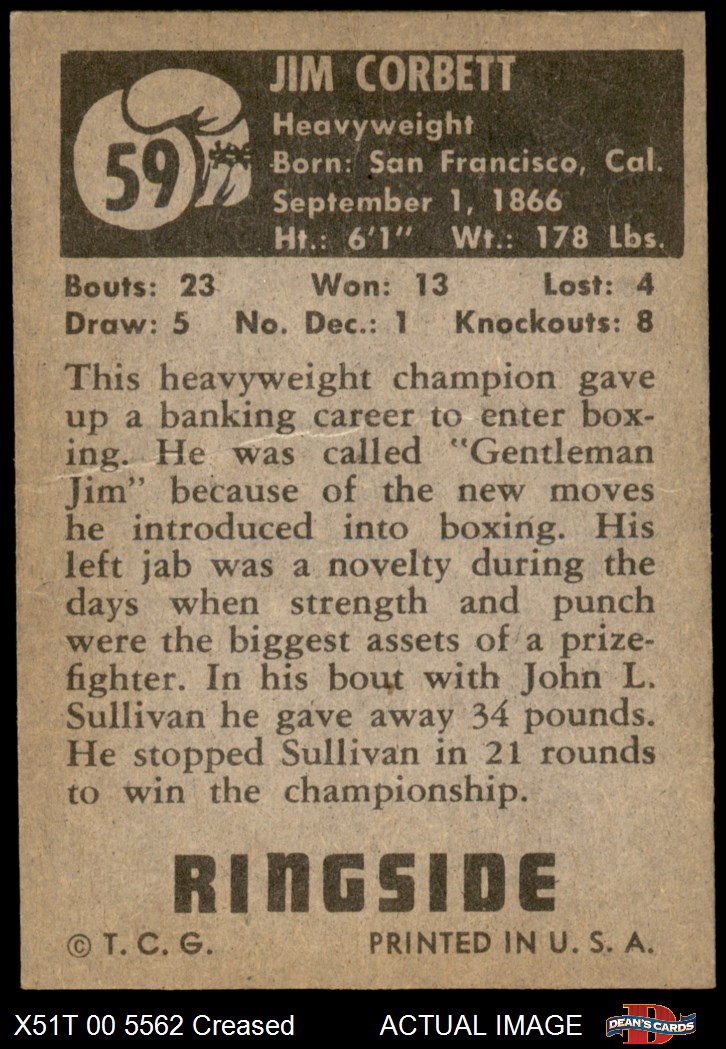 59
JIM CORBETT
Heavyweight
Born: San Francisco, Cal.
September 1, 1866
Ht.: 6'1" Wt.: 178 Lbs.
Bouts: 23 Won: 13 Lost: 4
Draw: 5 No. Dec.: 1 Knockouts: 8
This heavyweight champion gave
up a banking career to enter box-
ing. He was called "Gentleman
Jim" because of the new moves
he introduced into boxing. His
left jab was a novelty during the
days when strength and punch
were the biggest assets of a prize-
fighter. In his bout with John L.
Sullivan he gave away 34 pounds.
He stopped Sullivan in 21 rounds
to win the championship.
RINGSIDE
© T. C. G. PRINTED IN U. S. A.
X51T 00 5562 Creased ACTUAL IMAGE D DEAN'S CARDS